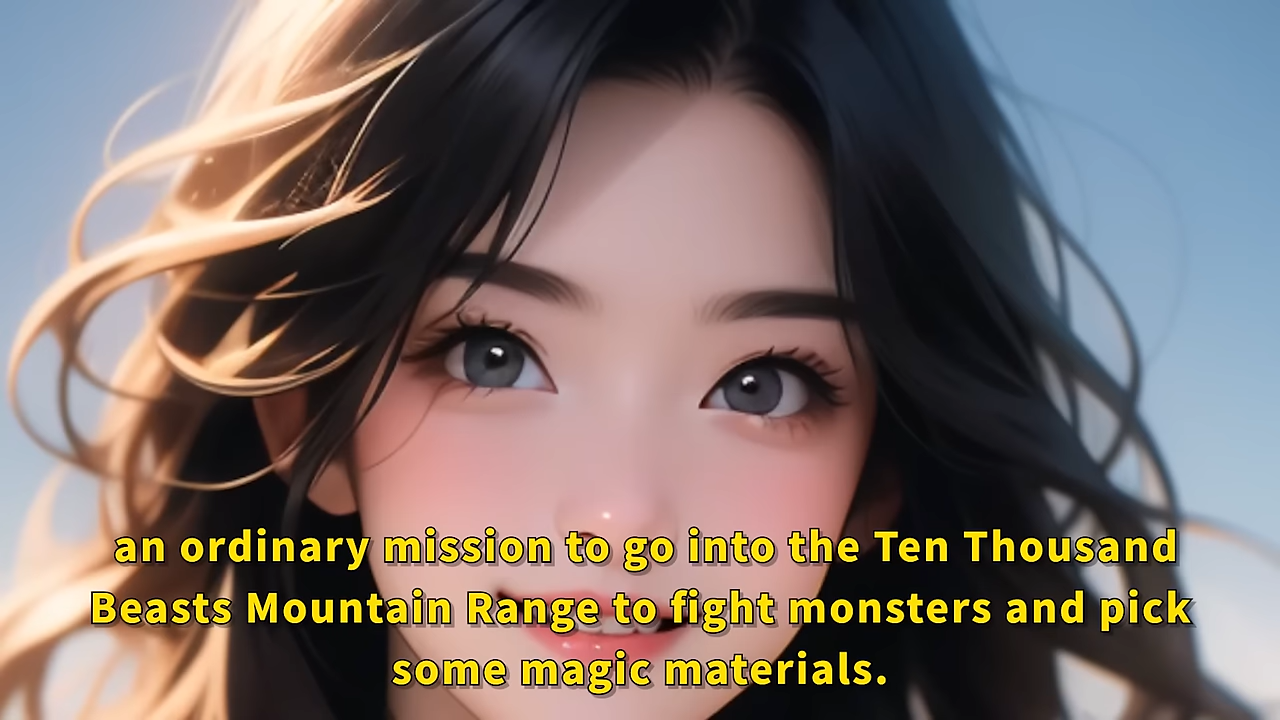 an ordinary mission to go into the Ten Thousand
Beasts Mountain Range to fight monsters and pick
some magic materials.